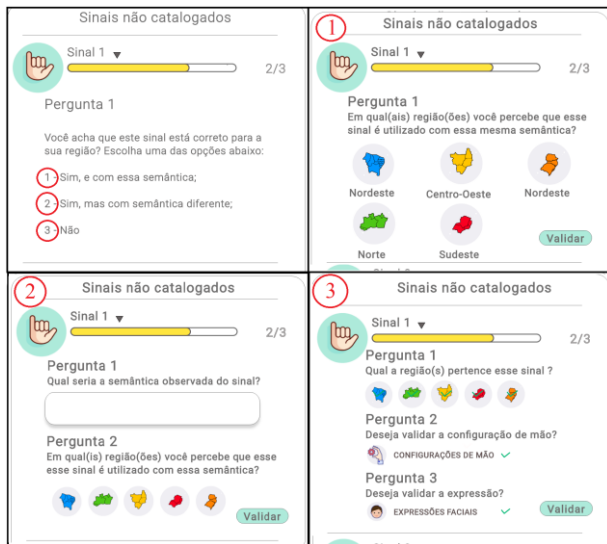 Sinais não catalogados
Sinal 1
2/3
Pergunta 1
Você acha que este sinal está correto para a
sua região? Escolha uma das opções abaixo:
1 - Sim, e com essa semântica;
2 - Sim, mas com semântica diferente;
3 - Não
1
Sinais não catalogados
Sinal 1
2/3
Pergunta 1
Em qual(ais) região(ões) você percebe que esse
sinal é utilizado com essa mesma semântica?
Nordeste
Centro-Oeste
Nordeste
Norte
Sudeste
Validar
2
Sinais não catalogados
Sinal 1
2/3
Pergunta 1
Qual seria a semântica observada do sinal?
Pergunta 2
Em qual(is) região(ões) você percebe que esse
esse sinal é utilizado com essa semântica?
Validar
3
Sinais não catalogados
Sinal 1
2/3
Pergunta 1
Qual a região(s) pertence esse sinal ?
Pergunta 2
Deseja validar a configuração de mão?
CONFIGURAÇÕES DE MÃO
Pergunta 3
Deseja validar a expressão?
EXPRESSÕES FACIAIS
Validar